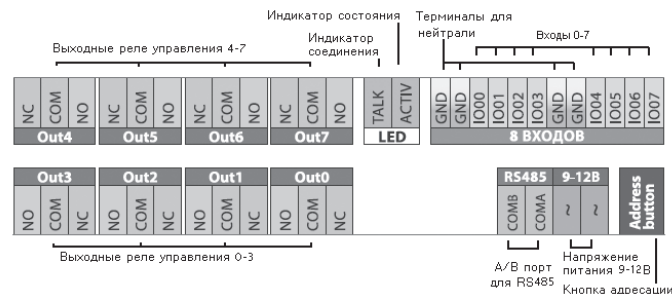 Индикатор состояния
Индикатор соединения
Терминалы для нейтрали
Выходные реле управления 4-7
Входы 0-7
NC COM NO NC COM NO NC COM NO NC COM NO
TALK ACTIV
GND GND IO00 IO01 IO02 IO03 GND GND IO04 IO05 IO06 IO07
Out4 Out5 Out6 Out7 LED 8 ВХОДОВ
Out3 Out2 Out1 Out0 RS485 9-12В
NO COM NC NO COM NC NO COM NC NO COM NC
COMB COMA ~ ~
Address button
Выходные реле управления 0-3
A/B порт для RS485
Напряжение питания 9-12В
Кнопка адресации